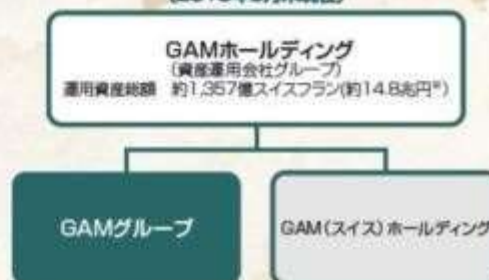 GAMホールディング
(資産運用会社グループ)
運用資産総額 約1,357億スイスフラン(約14.8兆円*)
GAMグループ
GAM(スイス)ホールディング